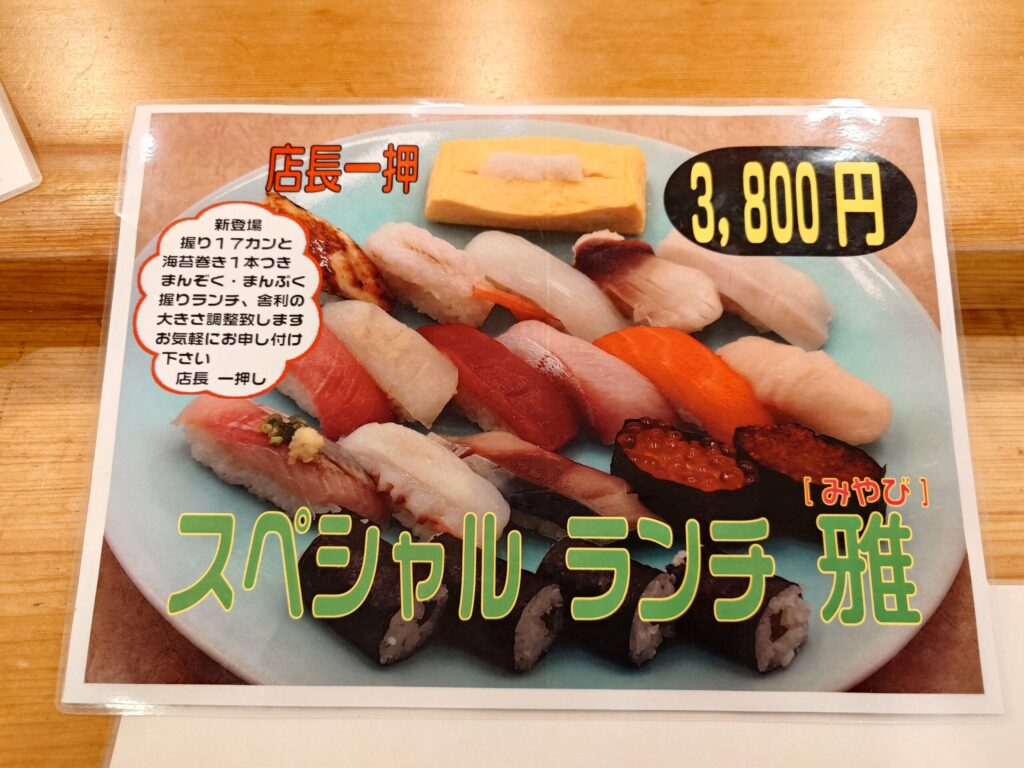 店長一押
3,800円
新登場
握り17カンと
海苔巻き1本つき
まんぞく・まんぷく
握りランチ、舎利の
大きさ調整致します
お気軽にお申し付け
下さい
店長 一押し
[みやび]
スペシャル ランチ 雅